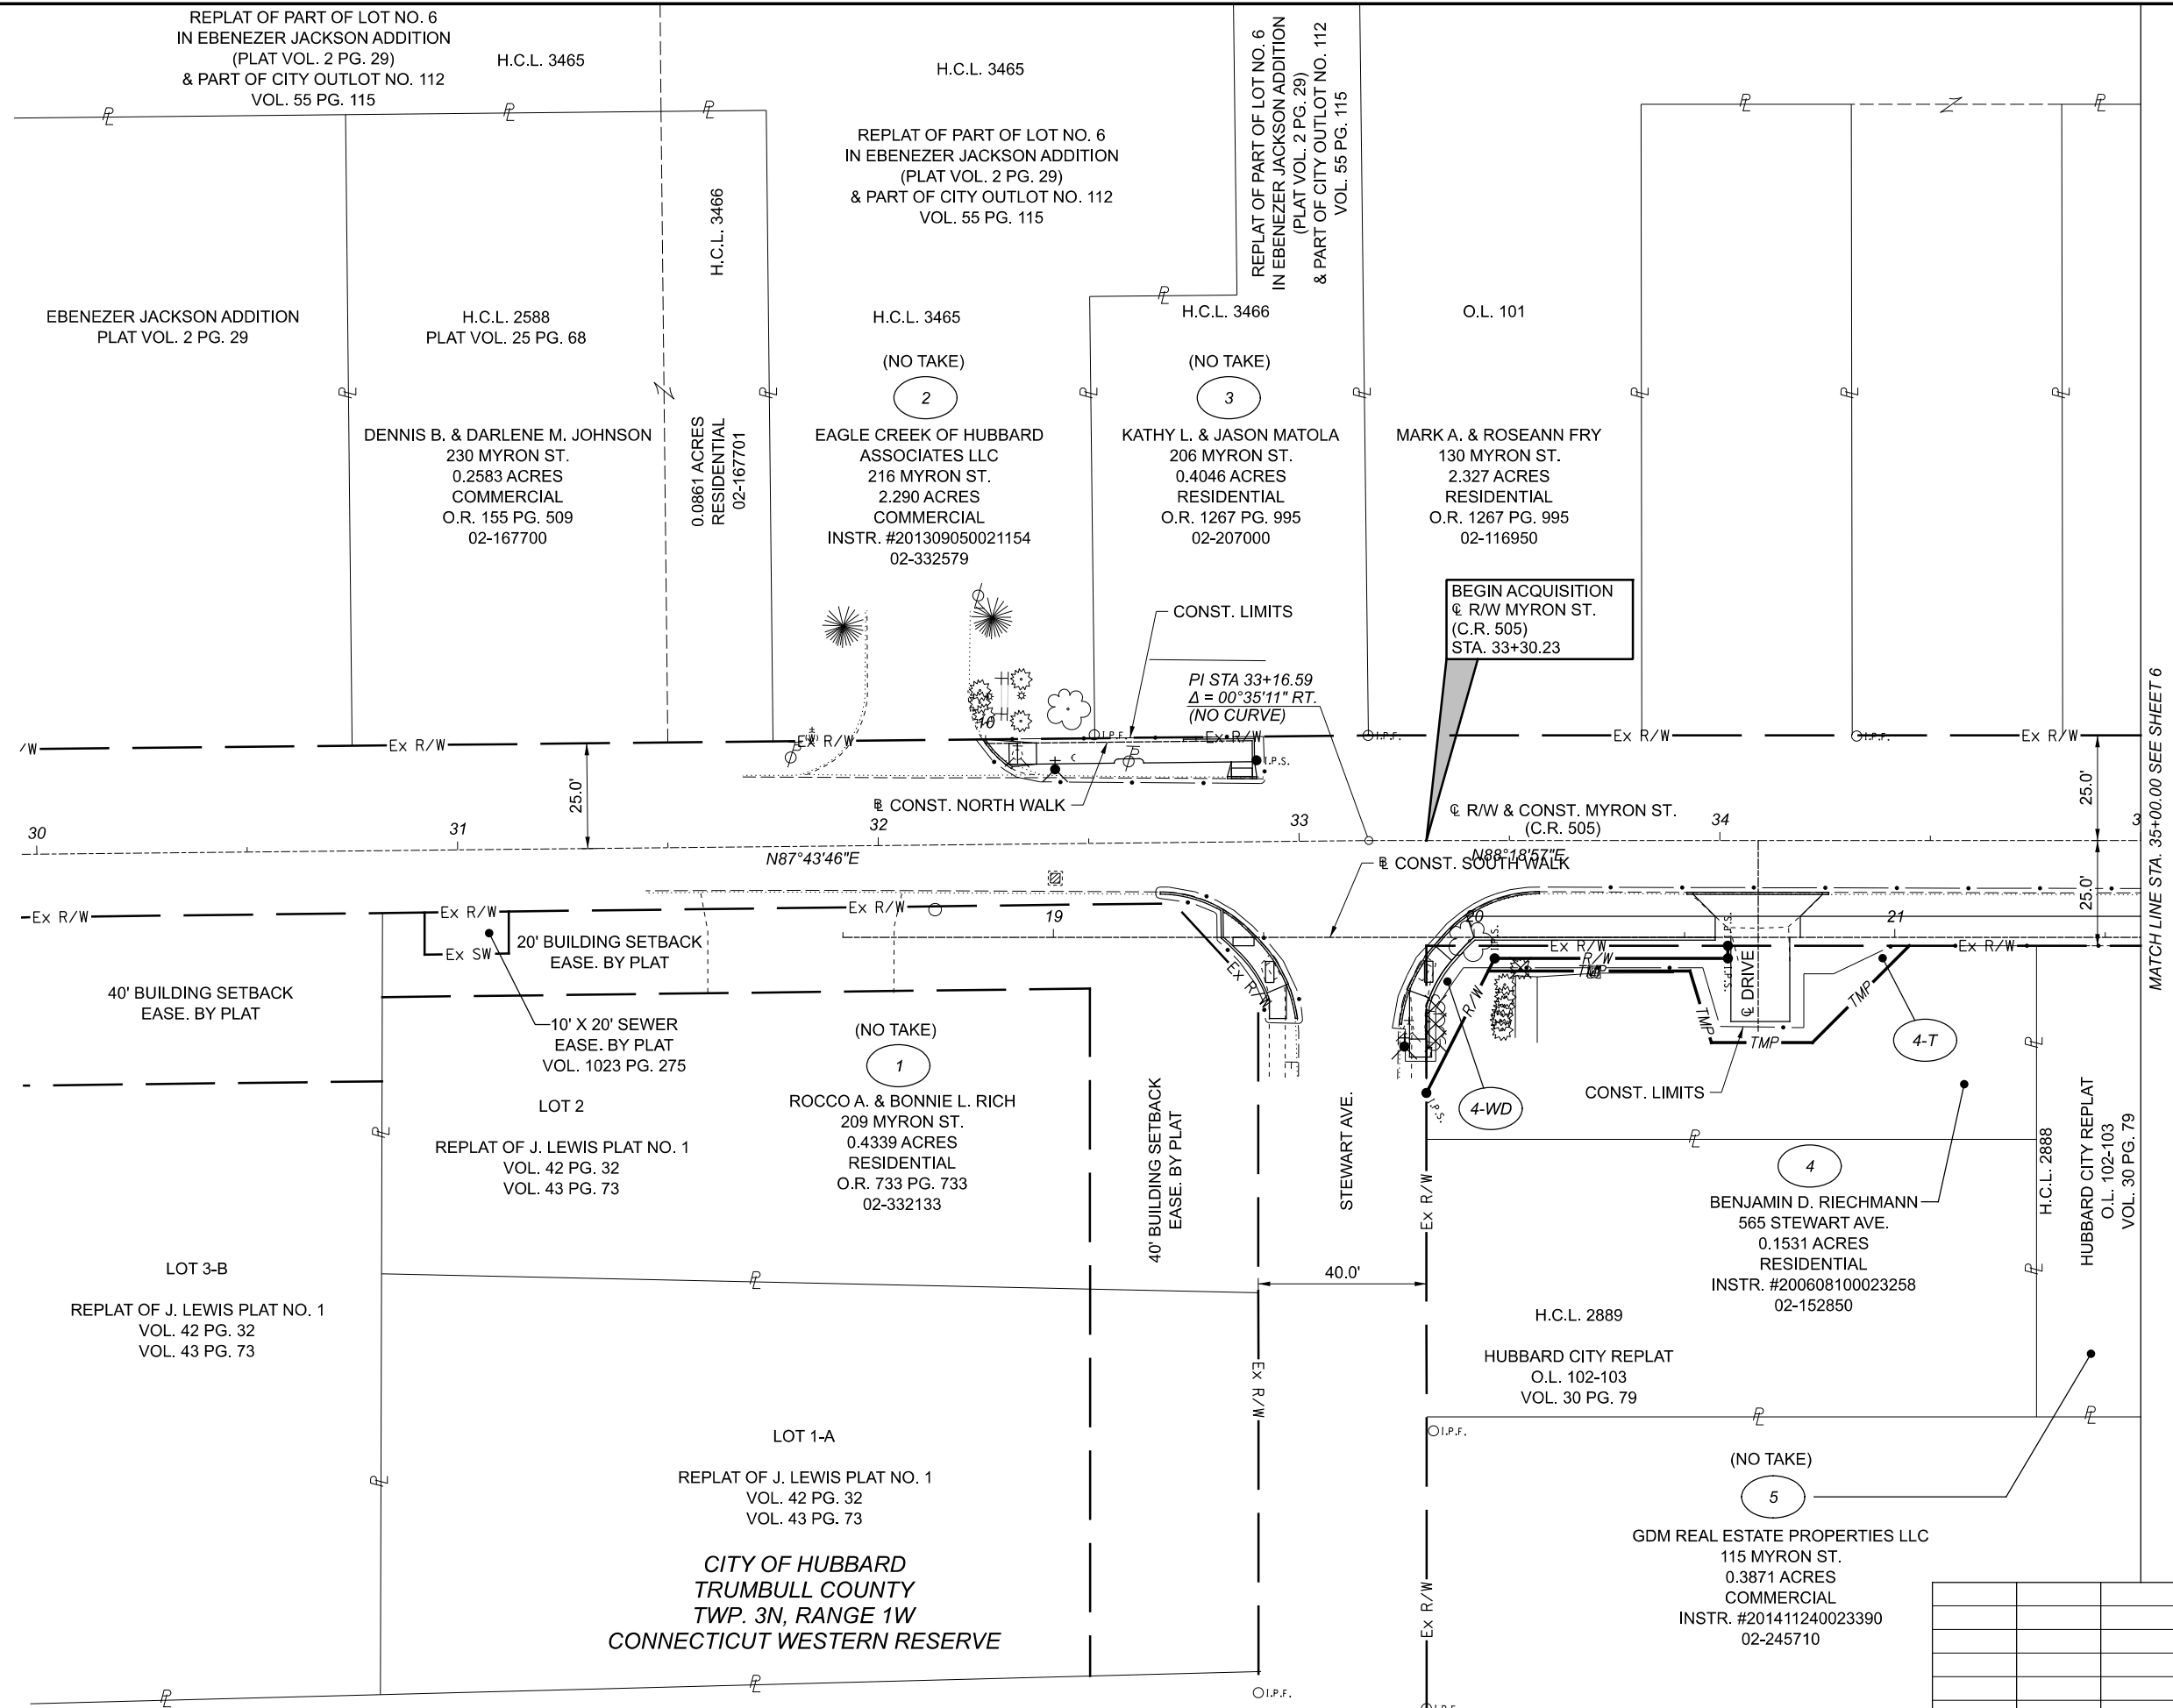 REPLAT OF PART OF LOT NO. 6
IN EBENEZER JACKSON ADDITION
(PLAT VOL. 2 PG. 29)
& PART OF CITY OUTLOT NO. 112
VOL. 55 PG. 115
H.C.L. 3465
H.C.L. 3465
REPLAT OF PART OF LOT NO. 6
IN EBENEZER JACKSON ADDITION
(PLAT VOL. 2 PG. 29)
& PART OF CITY OUTLOT NO. 112
VOL. 55 PG. 115
REPLAT OF PART OF LOT NO. 6
IN EBENEZER JACKSON ADDITION
(PLAT VOL. 2 PG. 29)
& PART OF CITY OUTLOT NO. 112
VOL. 55 PG. 115
H.C.L. 3466
EBENEZER JACKSON ADDITION
PLAT VOL. 2 PG. 29
H.C.L. 2588
PLAT VOL. 25 PG. 68
H.C.L. 3465
H.C.L. 3466
O.L. 101
DENNIS B. & DARLENE M. JOHNSON
230 MYRON ST.
0.2583 ACRES
COMMERCIAL
O.R. 155 PG. 509
02-167700
0.0861 ACRES
RESIDENTIAL
02-167701
(NO TAKE)
2
EAGLE CREEK OF HUBBARD
ASSOCIATES LLC
216 MYRON ST.
2.290 ACRES
COMMERCIAL
INSTR. #201309050021154
02-332579
(NO TAKE)
3
KATHY L. & JASON MATOLA
206 MYRON ST.
0.4046 ACRES
RESIDENTIAL
O.R. 1267 PG. 995
02-207000
MARK A. & ROSEANN FRY
130 MYRON ST.
2.327 ACRES
RESIDENTIAL
O.R. 1267 PG. 995
02-116950
BEGIN ACQUISITION
℄ R/W MYRON ST.
(C.R. 505)
STA. 33+30.23
CONST. LIMITS
PI STA 33+16.59
Δ = 00°35'11" RT.
(NO CURVE)
10
/W
Ex R/W
Ex R/W
I.P.F.
Ex R/W
I.P.F.
Ex R/W
I.P.F.
Ex R/W
I.P.S.
25.0'
25.0'
25.0'
MATCH LINE STA. 35+00.00 SEE SHEET 6
CONST. NORTH WALK
℄ R/W & CONST. MYRON ST.
(C.R. 505)
30
31
32
33
34
3
N87°43'46"E
N88°18'57"E
CONST. SOUTH WALK
Ex R/W
Ex R/W
Ex R/W
19
20
21
Ex R/W
Ex R/W
Ex R/W
R/W
R/W
TMP
TMP
TMP
TMP
I.P.S.
I.P.S.
I.P.S.
I.P.S.
℄ DRIVE
Ex SW
20' BUILDING SETBACK
EASE. BY PLAT
40' BUILDING SETBACK
EASE. BY PLAT
10' X 20' SEWER
EASE. BY PLAT
VOL. 1023 PG. 275
4-T
4-WD
CONST. LIMITS
LOT 2
REPLAT OF J. LEWIS PLAT NO. 1
VOL. 42 PG. 32
VOL. 43 PG. 73
(NO TAKE)
1
ROCCO A. & BONNIE L. RICH
209 MYRON ST.
0.4339 ACRES
RESIDENTIAL
O.R. 733 PG. 733
02-332133
40' BUILDING SETBACK
EASE. BY PLAT
STEWART AVE.
Ex R/W
4
BENJAMIN D. RIECHMANN
565 STEWART AVE.
0.1531 ACRES
RESIDENTIAL
INSTR. #200608100023258
02-152850
H.C.L. 2888
HUBBARD CITY REPLAT
O.L. 102-103
VOL. 30 PG. 79
40.0'
LOT 3-B
REPLAT OF J. LEWIS PLAT NO. 1
VOL. 42 PG. 32
VOL. 43 PG. 73
H.C.L. 2889
HUBBARD CITY REPLAT
O.L. 102-103
VOL. 30 PG. 79
Ex R/W
I.P.F.
LOT 1-A
REPLAT OF J. LEWIS PLAT NO. 1
VOL. 42 PG. 32
VOL. 43 PG. 73
CITY OF HUBBARD
TRUMBULL COUNTY
TWP. 3N, RANGE 1W
CONNECTICUT WESTERN RESERVE
(NO TAKE)
5
GDM REAL ESTATE PROPERTIES LLC
115 MYRON ST.
0.3871 ACRES
COMMERCIAL
INSTR. #201411240023390
02-245710
Ex R/W
I.P.F.
I.P.F.